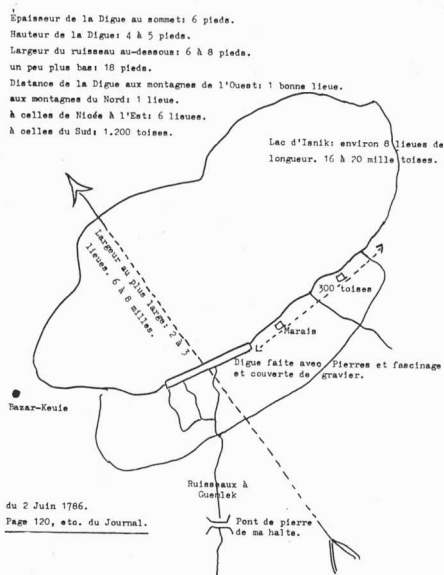 Epaisseur de la Digue au sommet: 6 pieds.
Hauteur de la Digue: 4 à 5 pieds.
Largeur du ruisseau au-dessous: 6 à 8 pieds.
un peu plus bas: 18 pieds.
Distance de la Digue aux montagnes de l'Ouest: 1 bonne lieue.
aux montagnes du Nord: 1 lieue.
à celles de Nicée à l'Est: 6 lieues.
à celles du Sud: 1.200 toises.
Lac d'Isnik: environ 8 lieues de
longueur. 16 à 20 mille toises.
Largeur au plus large: 2 à 3
lieues. 6 à 8 milles.
300 toises
Marais
Digue faite avec Pierres et fascinage
et couverte de gravier.
Bazar-Keuie
Ruisseaux à
Guemlek
du 2 Juin 1786.
Page 120, etc. du Journal.
Pont de pierre
de ma halte.